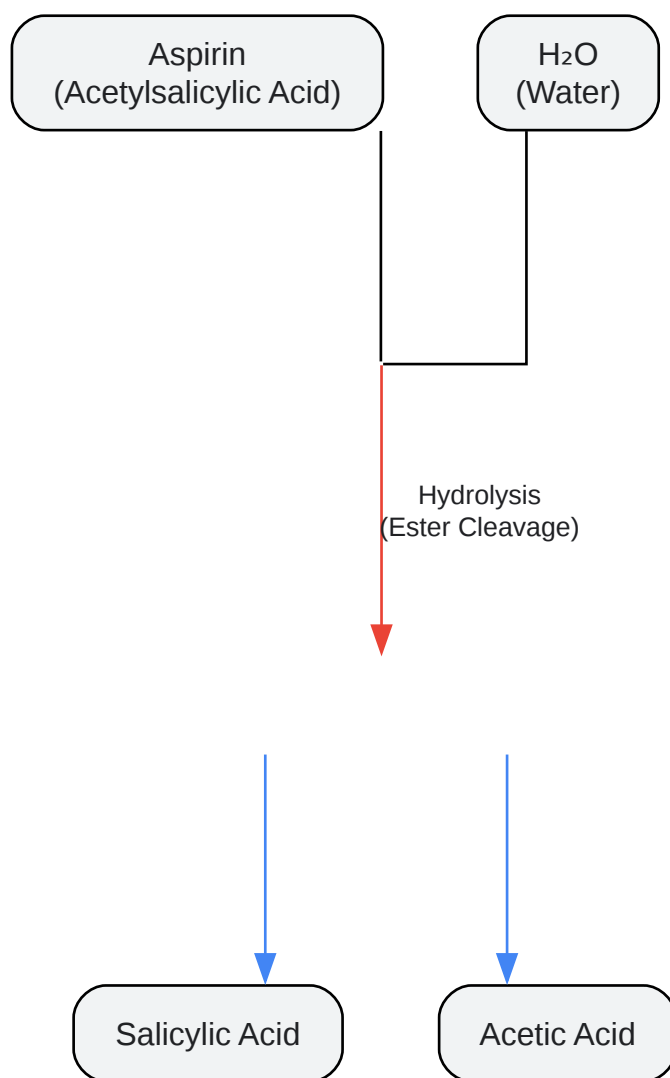 Aspirin
(Acetylsalicylic Acid)
H₂O
(Water)
Hydrolysis
(Ester Cleavage)
Salicylic Acid
Acetic Acid